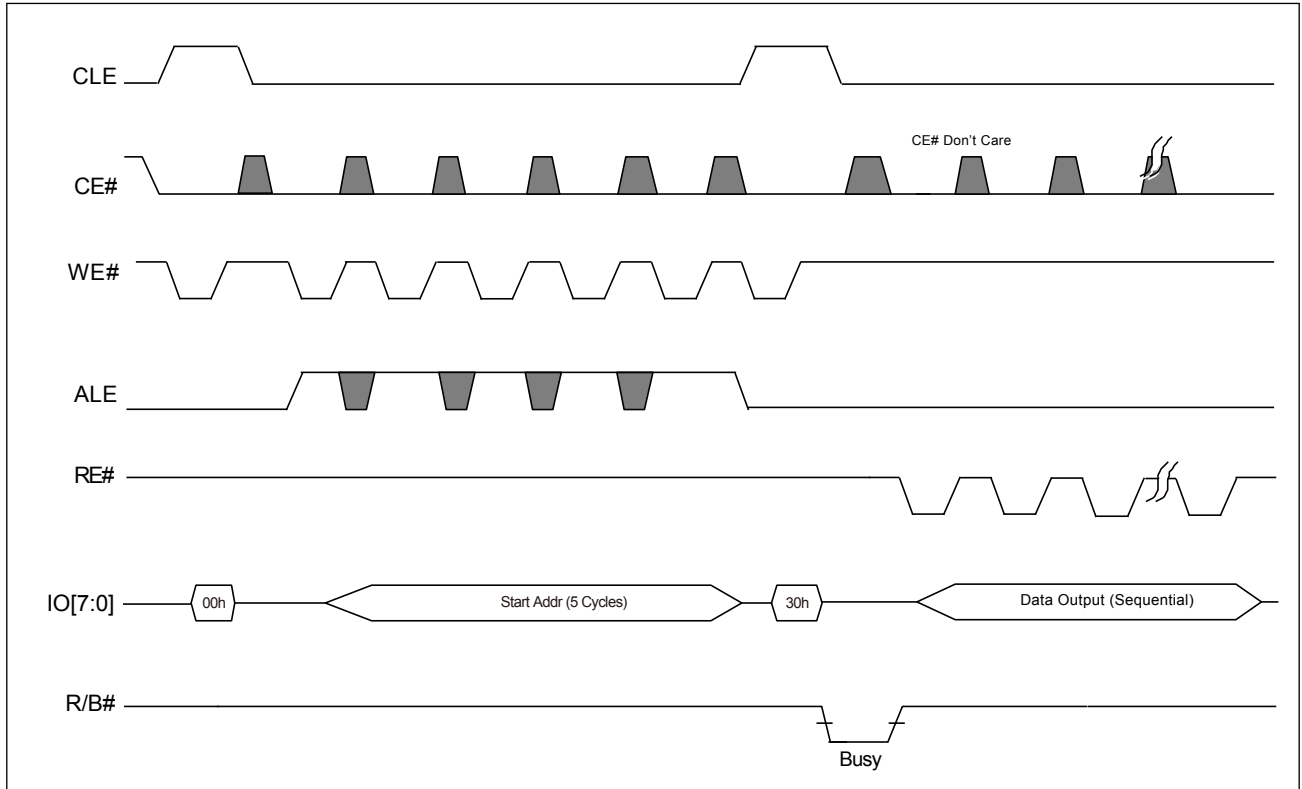 CLE
CE# Don't Care
CE#
WE#
ALE
RE#
IO[7:0] 00h Start Addr (5 Cycles) 30h Data Output (Sequential)
R/B#
Busy